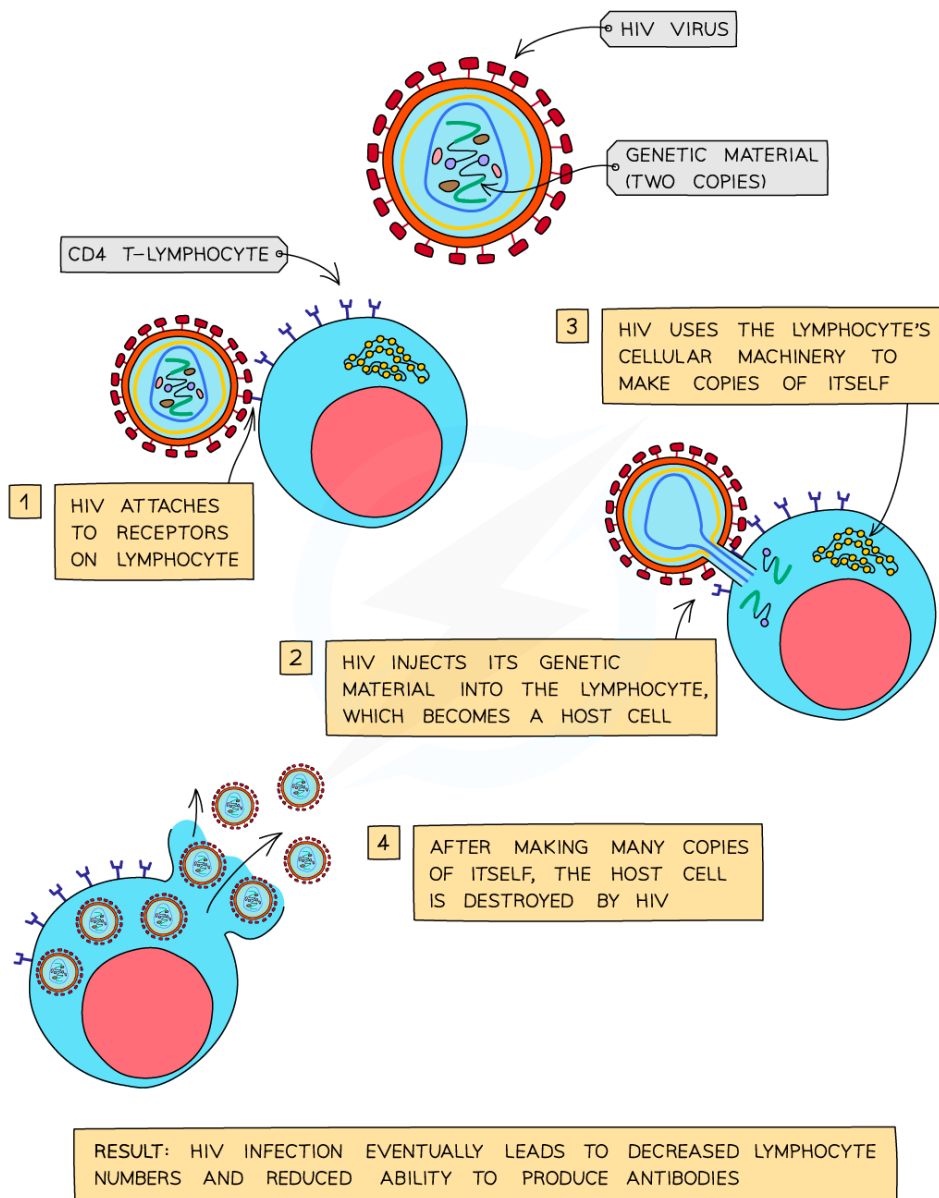 HIV VIRUS
GENETIC MATERIAL
(TWO COPIES)
CD4 T-LYMPHOCYTE
1
HIV ATTACHES
TO RECEPTORS
ON LYMPHOCYTE
3
HIV USES THE LYMPHOCYTE'S
CELLULAR MACHINERY TO
MAKE COPIES OF ITSELF
2
HIV INJECTS ITS GENETIC
MATERIAL INTO THE LYMPHOCYTE,
WHICH BECOMES A HOST CELL
4
AFTER MAKING MANY COPIES
OF ITSELF, THE HOST CELL
IS DESTROYED BY HIV
RESULT: HIV INFECTION EVENTUALLY LEADS TO DECREASED LYMPHOCYTE
NUMBERS AND REDUCED ABILITY TO PRODUCE ANTIBODIES